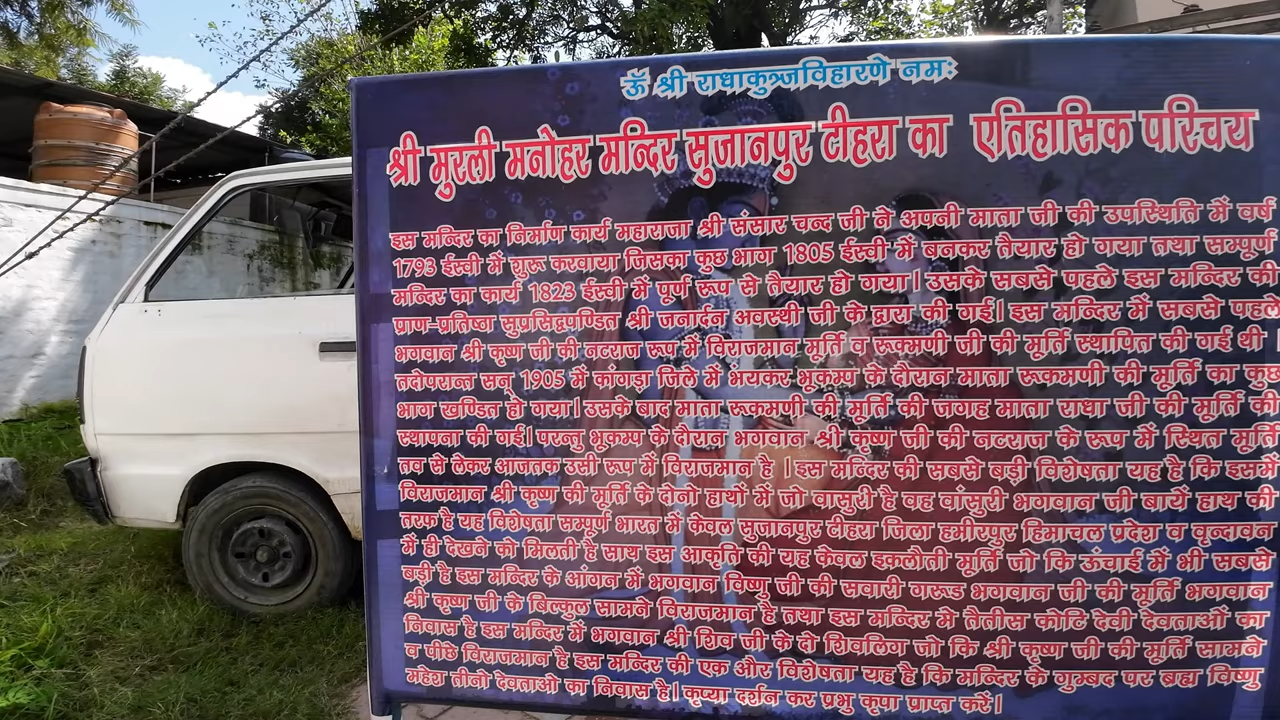 ऊँ श्री राधाकुञ्जविहारणे नमः
श्री मुरली मनोहर मन्दिर सुजानपुर टीहरा का एतिहासिक परिचय
इस मन्दिर का निर्माण कार्य महाराजा श्री संसार चन्द जी ने अपनी माता जी की उपस्थिति में वर्ष
1793 ईस्वी में शुरू करवाया जिसका कुछ भाग 1805 ईस्वी में बनकर तैयार हो गया तथा सम्पूर्ण
मन्दिर का कार्य 1823 ईस्वी में पूर्ण रूप से तैयार हो गया। उसके सबसे पहले इस मन्दिर की
प्राण-प्रतिष्ठा सुप्रसिद्वपण्डित श्री जनार्दन अवस्थी जी के द्वारा की गई। इस मन्दिर में सबसे पहले
भगवान श्री कृष्ण जी की नटराज रूप में विराजमान मूर्ति व रूक्मणी जी की मूर्ति स्थापित की गई थी ।
तदोपरान्त सन् 1905 में कांगड़ा जिले में भंयकर भूकम्प के दौरान माता रूकमणी की मूर्ति का कुछ
भाग खण्डित हो गया। उसके बाद माता रूकमणी की मूर्ति की जगह माता राधा जी की मूर्ति की
स्थापना की गई। परन्तु भूकम्प के दौरान भगवान श्री कृष्ण जी की नटराज के रूप में स्थित मूर्ति
तव से लेकर आजतक उसी रूप में विराजमान है । इस मन्दिर की सबसे बड़ी विशेषता यह है कि इसमें
विराजमान श्री कृष्ण की मूर्ति के दोनो हाथों में जो वासुरी है वह वांसुरी भगवान जी बायें हाथ की
तरफ है यह विशेषता सम्पूर्ण भारत में केवल सुजानपुर टीहरा जिला हमीरपुर हिमाचल प्रदेश व वृन्दावन
में ही देखने को मिलती है साथ इस आकृति की यह केवल इकलौती मूर्ति जो कि ऊंचाई में भी सबसे
बड़ी है इस मन्दिर के आंगन में भगवान विष्णु जी की सवारी गरूड भगवान जी की मूर्ति भगवान
श्री कृष्ण जी के बिल्कुल सामने विराजमान है तथा इस मन्दिर मे तैतीस कोटि देवी देवताओं का
निवास है इस मन्दिर में भगवान श्री शिव जी के दो शिवलिग जो कि श्री कृष्ण जी की मूर्ति सामने
व पीछे विराजमान है इस मन्दिर की एक और विशेषता यह है कि मन्दिर के गुम्बद पर ब्रह्म विष्णु
महेश तीनो देवताओ का निवास है। कृप्या दर्शन कर प्रभु कृपा प्राप्त करें।